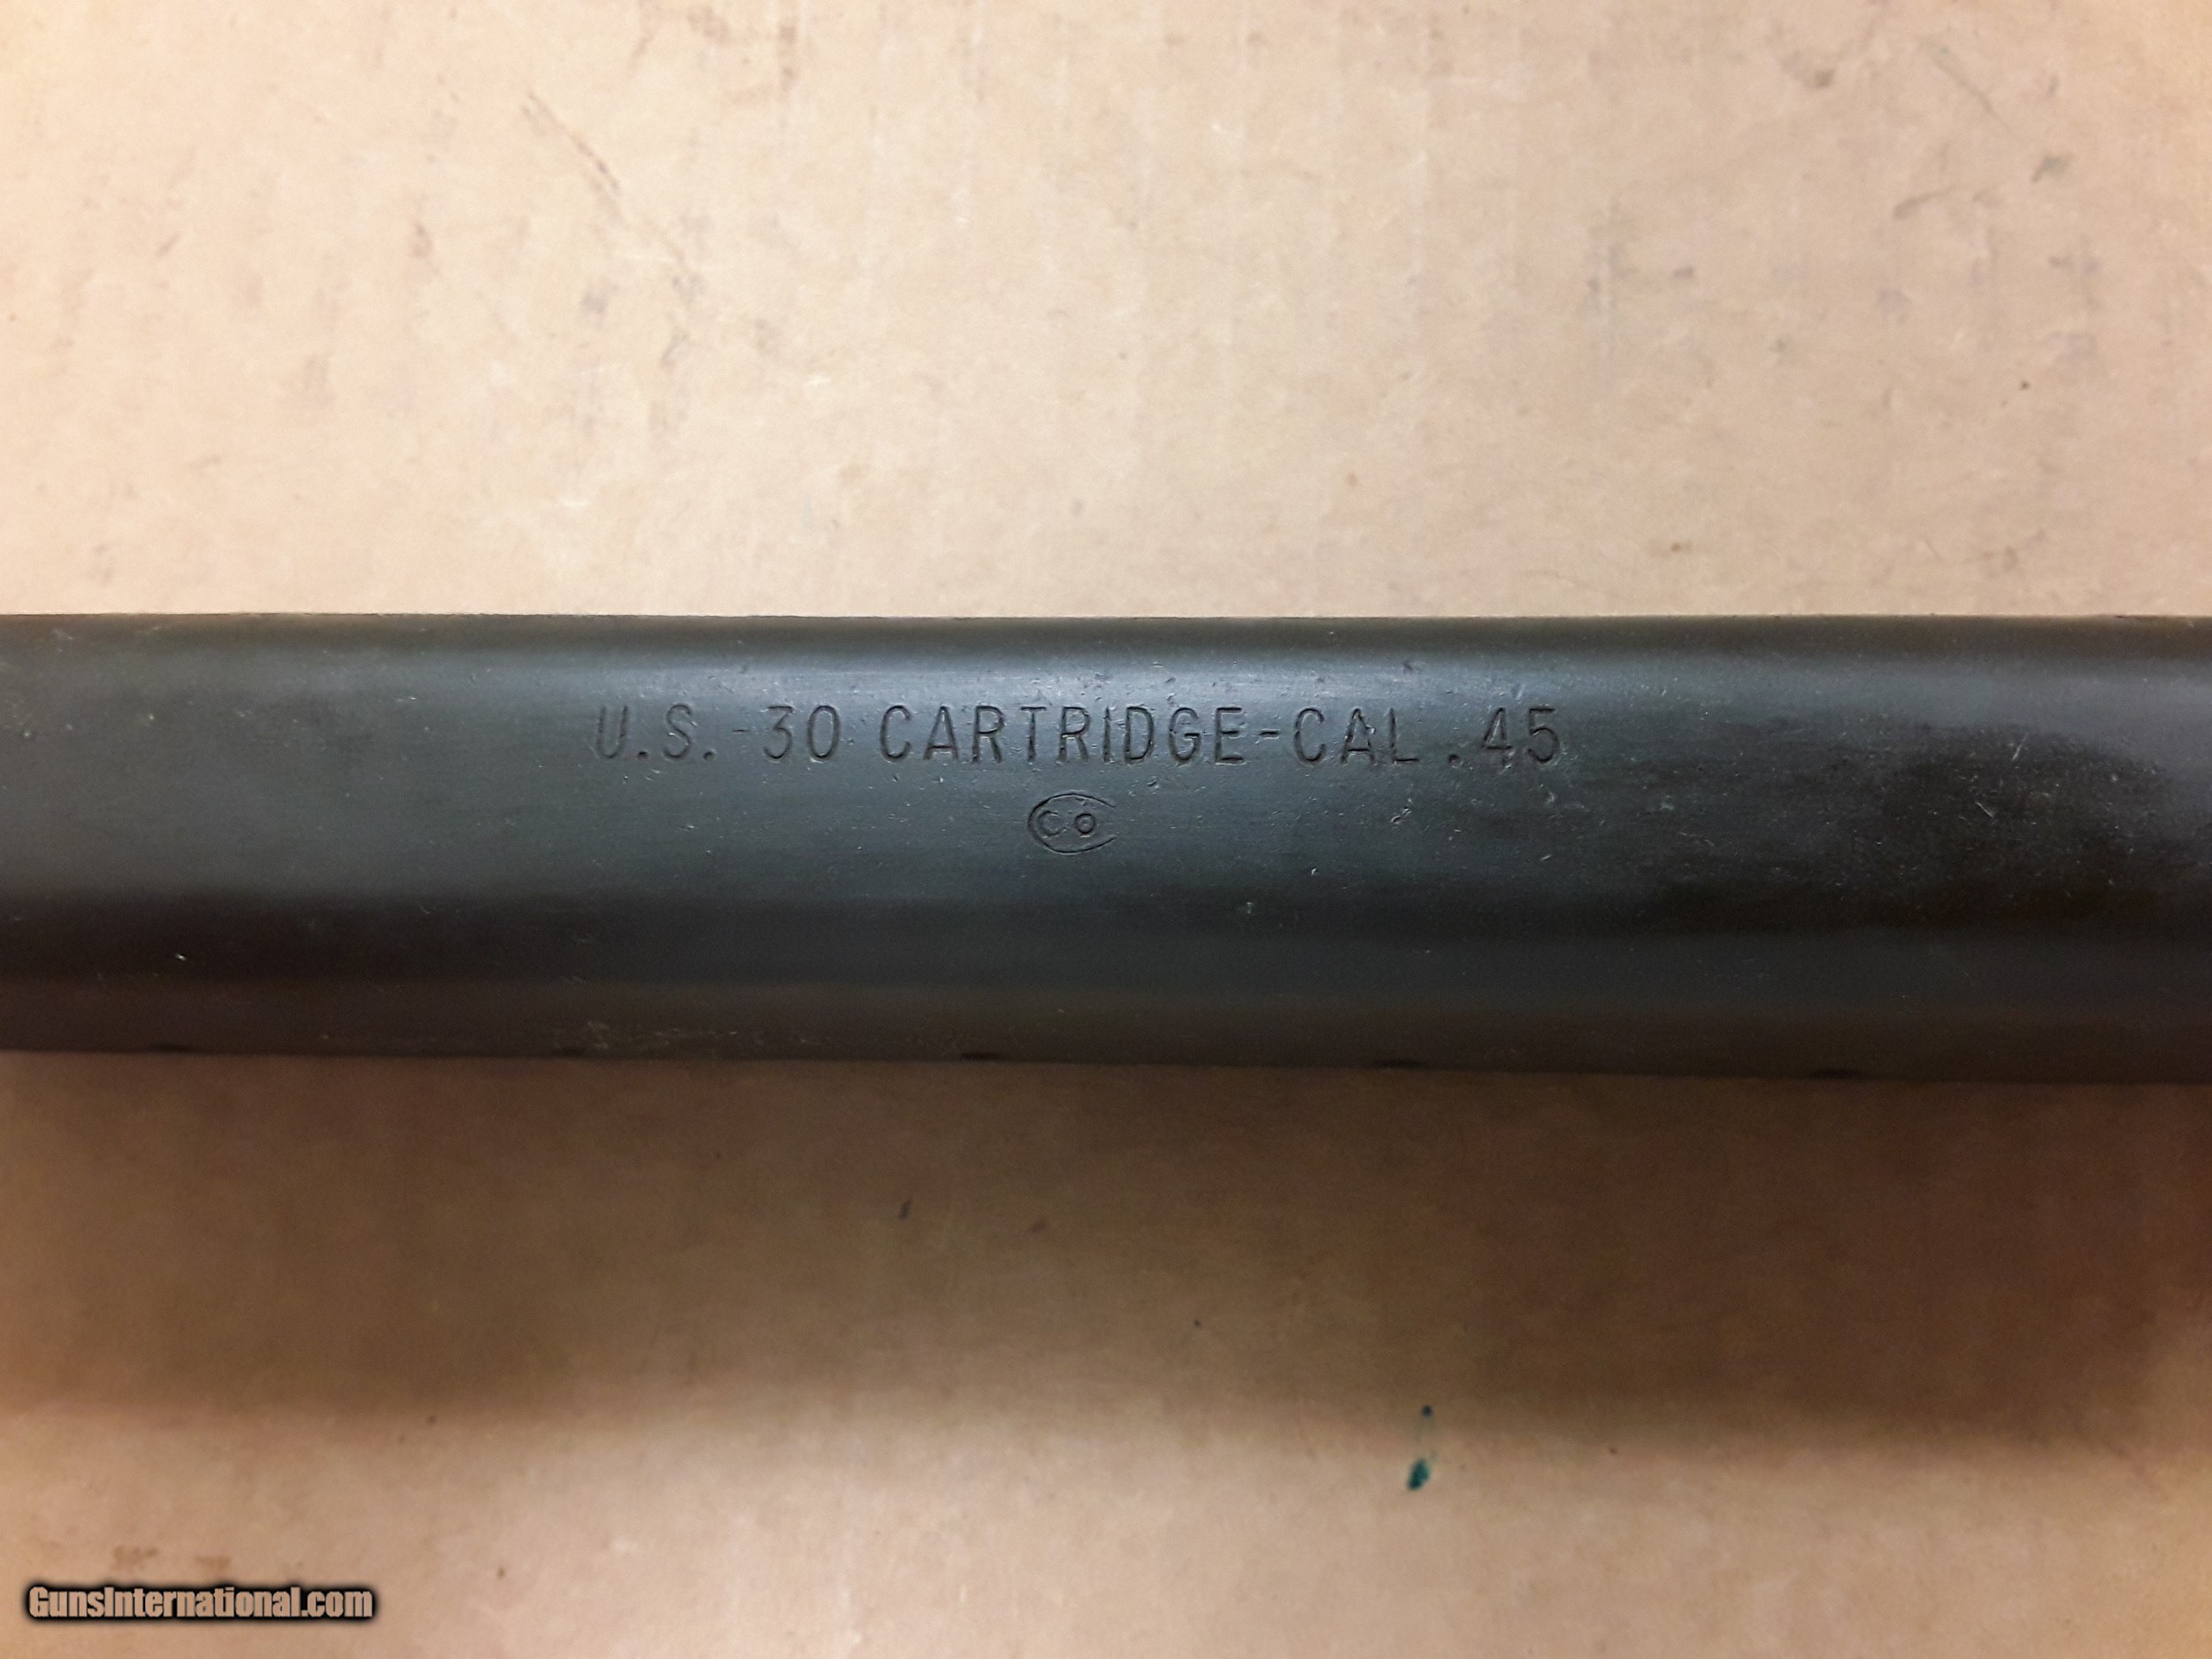 U.S.-30 CARTRIDGE-CAL .45
CO
GunsInternational.com